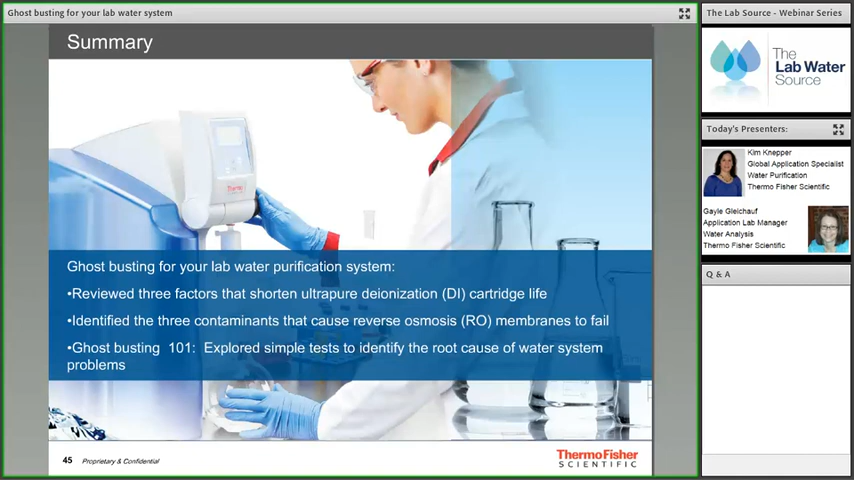 Ghost busting for your lab water system
Summary
Ghost busting for your lab water purification system:
•Reviewed three factors that shorten ultrapure deionization (DI) cartridge life
•Identified the three contaminants that cause reverse osmosis (RO) membranes to fail
•Ghost busting 101: Explored simple tests to identify the root cause of water system
problems
45 Proprietary & Confidential
ThermoFisher
SCIENTIFIC
The Lab Source - Webinar Series
The
Lab Water
Source
Today's Presenters:
Kim Knepper
Global Application Specialist
Water Purification
Thermo Fisher Scientific
Gayle Gleichauf
Application Lab Manager
Water Analysis
Thermo Fisher Scientific
Q & A